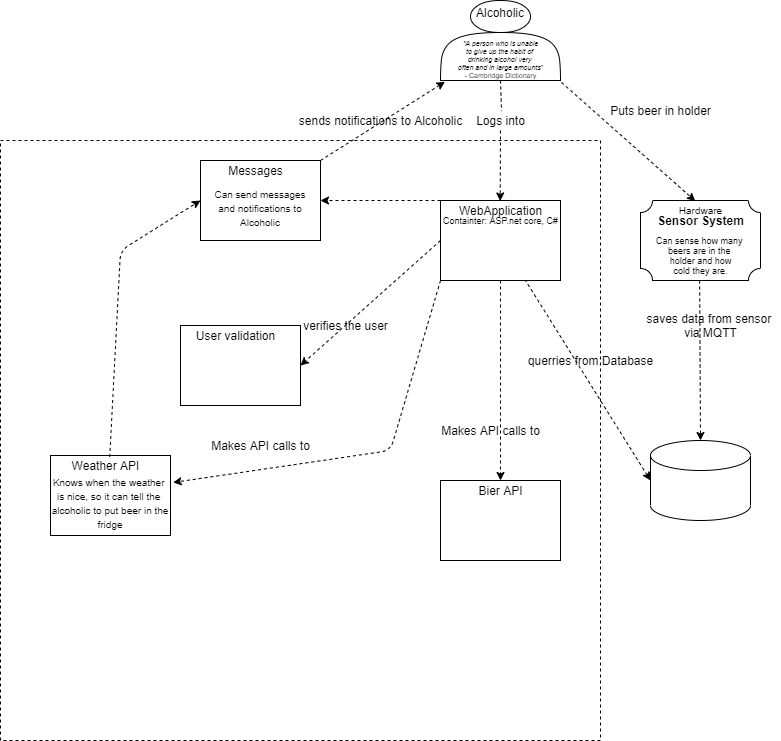 Alcoholic
"A person who is unable
to give up the habit of
drinking alcohol very
often and in large amounts"
- Cambridge Dictionary
sends notifications to Alcoholic
Logs into
Puts beer in holder
Messages
Can send messages
and notifications to
Alcoholic
WebApplication
Containter: ASP.net core, C#
Hardware
Sensor System
Can sense how many
beers are in the
holder and how
cold they are.
User validation
verifies the user
saves data from sensor
via MQTT
querries from Database
Makes API calls to
Makes API calls to
Weather API
Knows when the weather
is nice, so it can tell the
alcoholic to put beer in the
fridge
Bier API